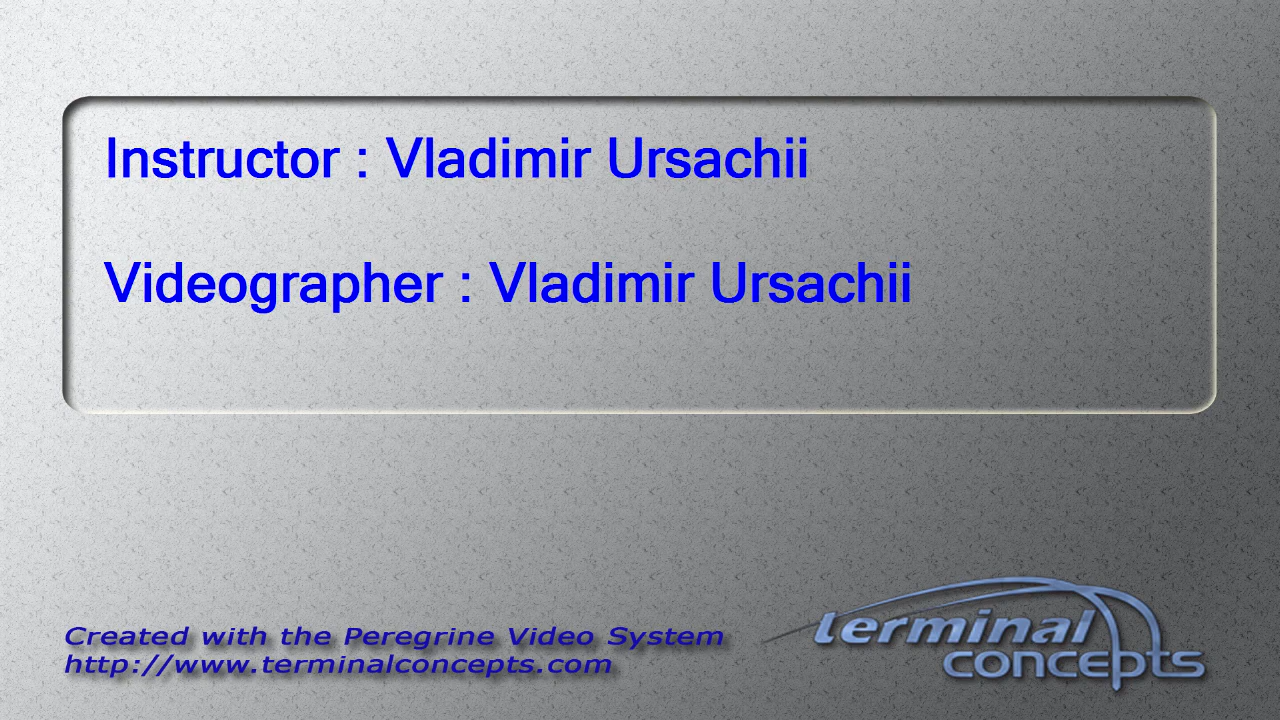 Instructor : Vladimir Ursachii
Videographer : Vladimir Ursachii
Created with the Peregrine Video System
http://www.terminalconcepts.com
terminal
concepts